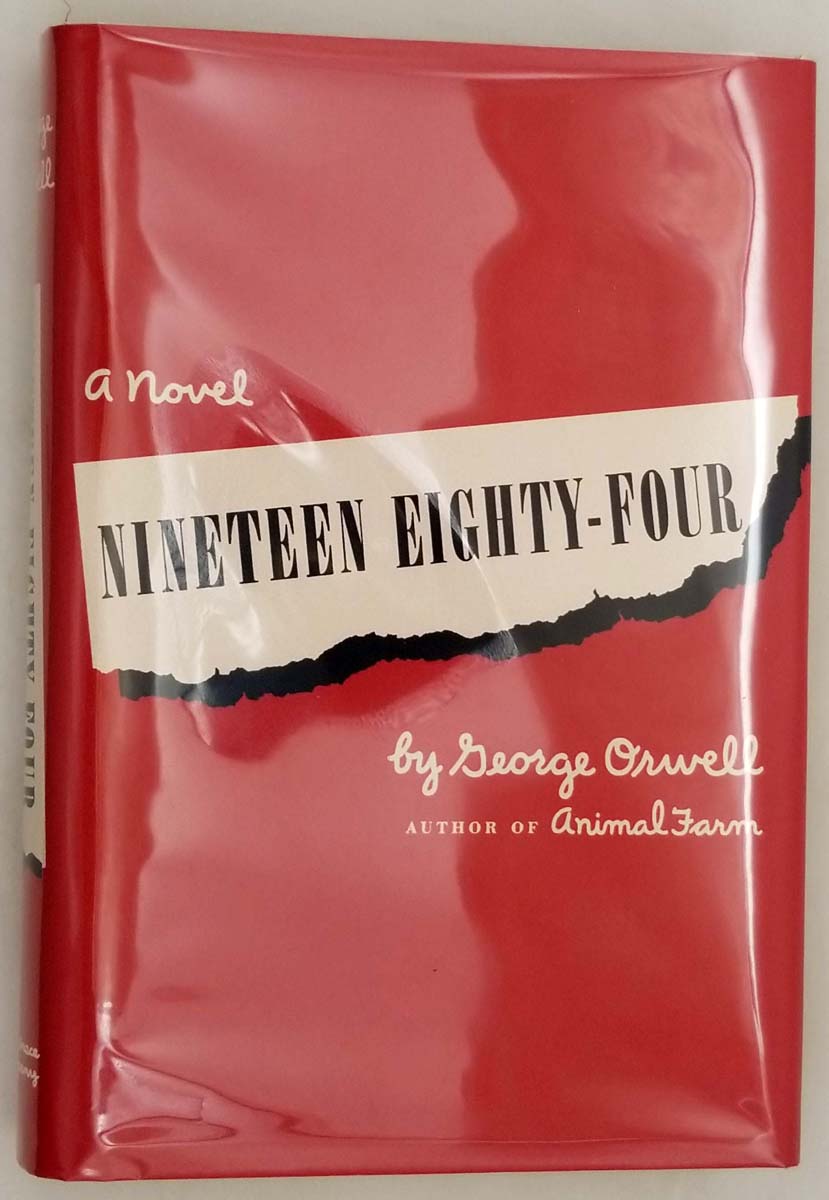 a Novel
NINETEEN EIGHTY-FOUR
by George Orwell
AUTHOR OF Animal Farm